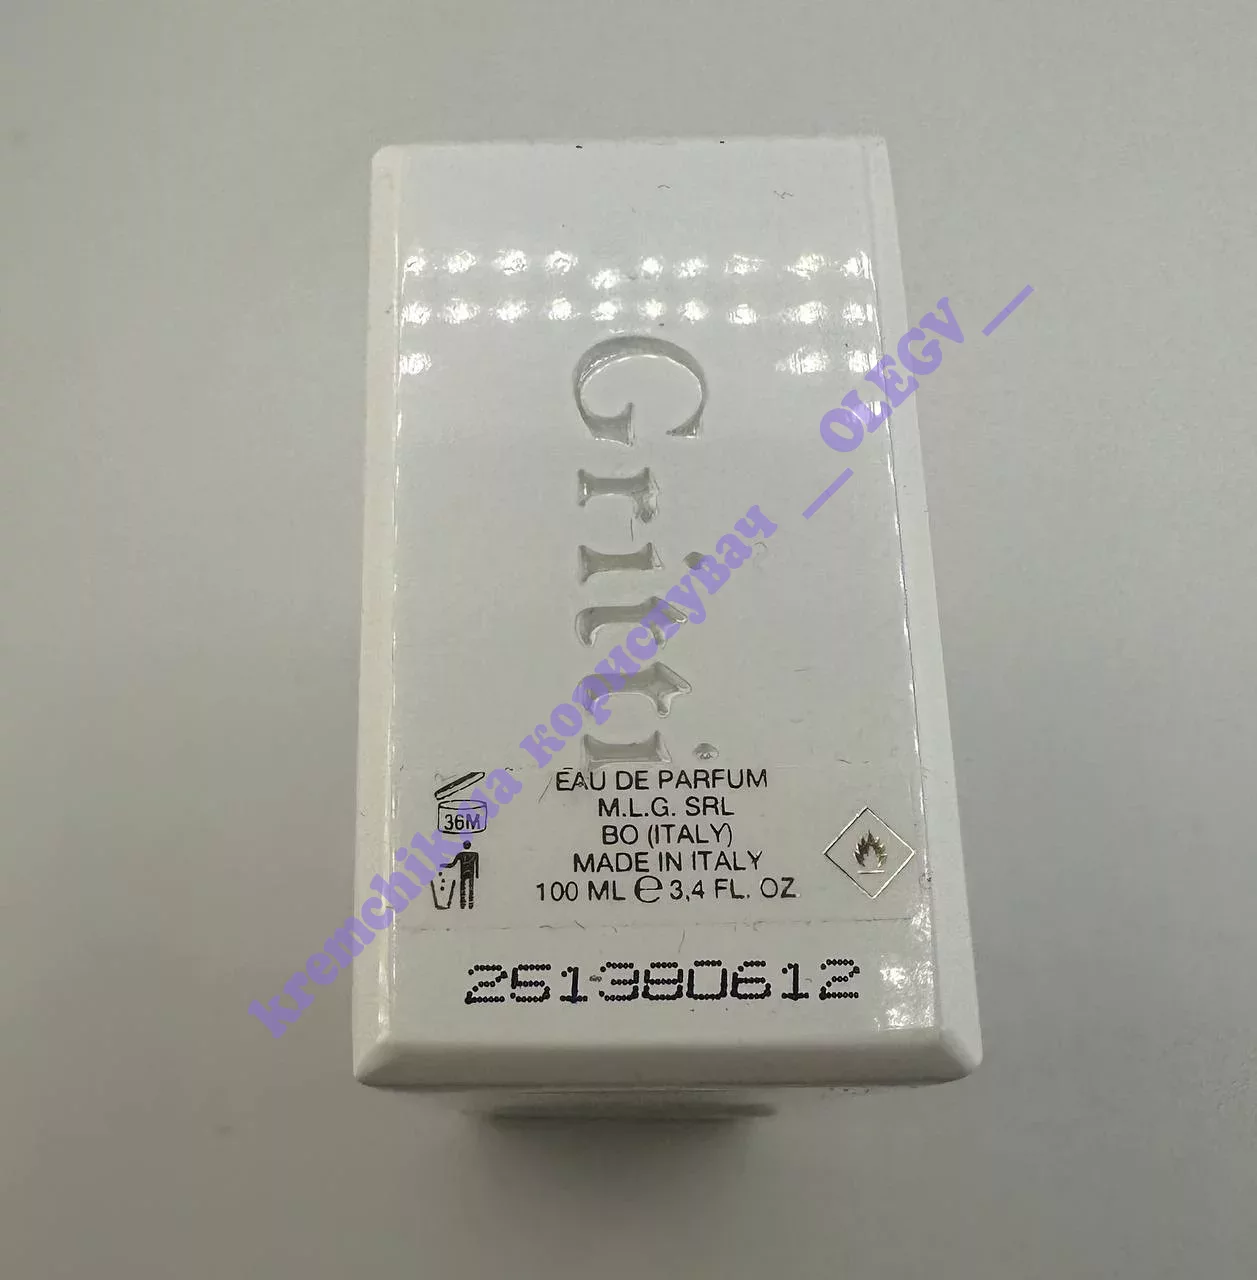 Gritti
36M
EAU DE PARFUM
M.L.G. SRL
BO (ITALY)
MADE IN ITALY
100 ML ℮ 3,4 FL. OZ
251380612
kremchik.ua користувач __OLEGV__